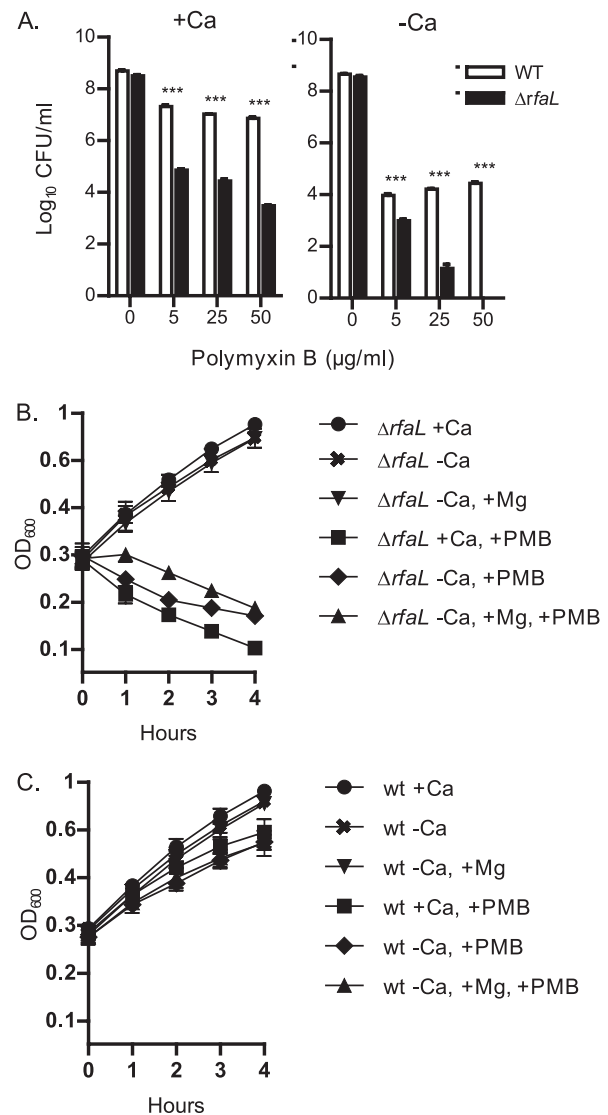 A.
+Ca
-Ca
Log10 CFU/ml
10
8
6
4
2
0
***
***
***
0
5
25
50
10
8
6
4
2
0
***
***
***
0
5
25
50
WT
ΔrfaL
Polymyxin B (µg/ml)
B.
OD600
1
0.6
0.4
0.3
0.2
0.1
0
1
2
3
4
Hours
ΔrfaL +Ca
ΔrfaL -Ca
ΔrfaL -Ca, +Mg
ΔrfaL +Ca, +PMB
ΔrfaL -Ca, +PMB
ΔrfaL -Ca, +Mg, +PMB
C.
OD600
1
0.6
0.4
0.3
0.2
0.1
0
1
2
3
4
Hours
wt +Ca
wt -Ca
wt -Ca, +Mg
wt +Ca, +PMB
wt -Ca, +PMB
wt -Ca, +Mg, +PMB